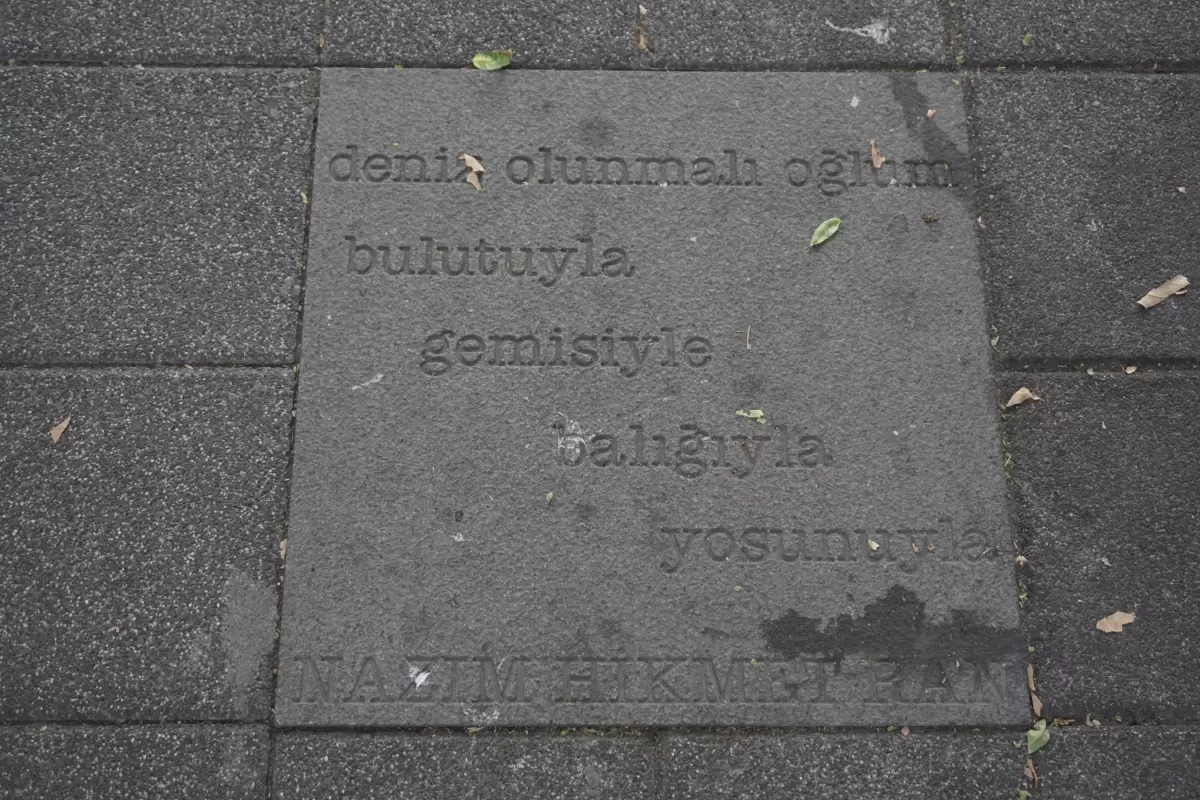 deniz olunmalı oğlum
bulutuyla
gemisiyle
balığıyla
yosunuyla
NAZIM HİKMET RAN